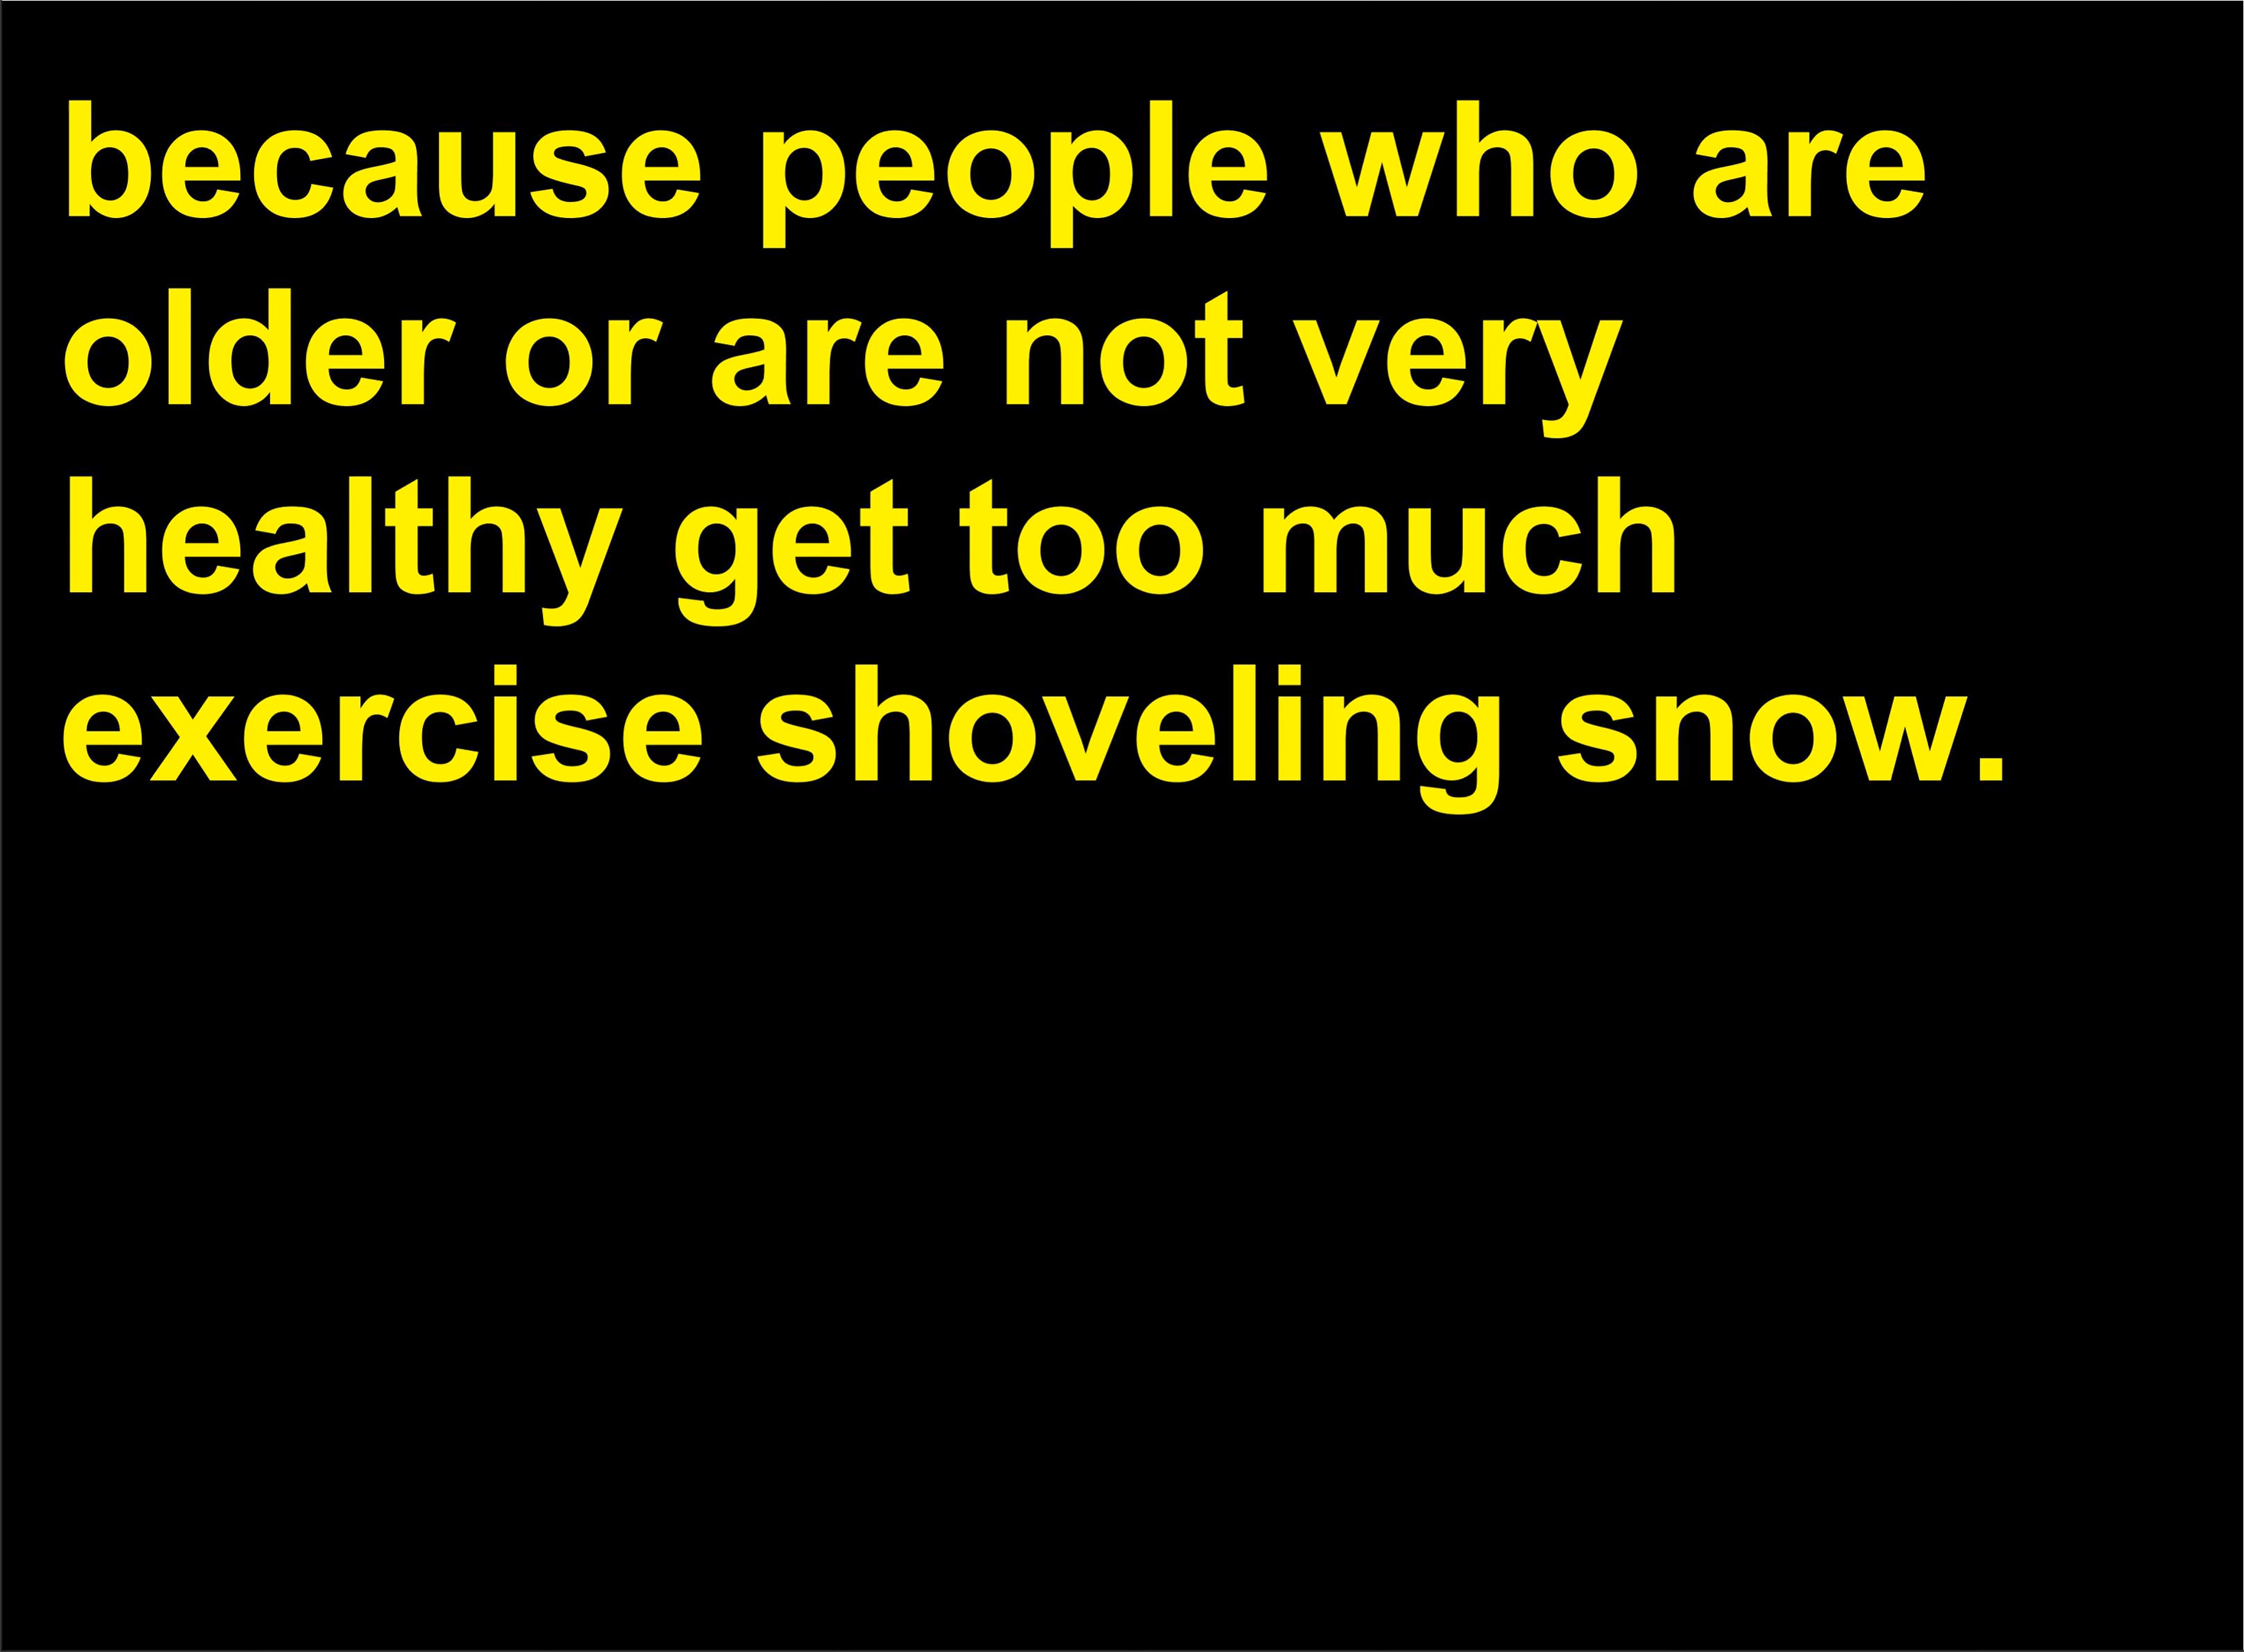 because people who are
older or are not very
healthy get too much
exercise shoveling snow.